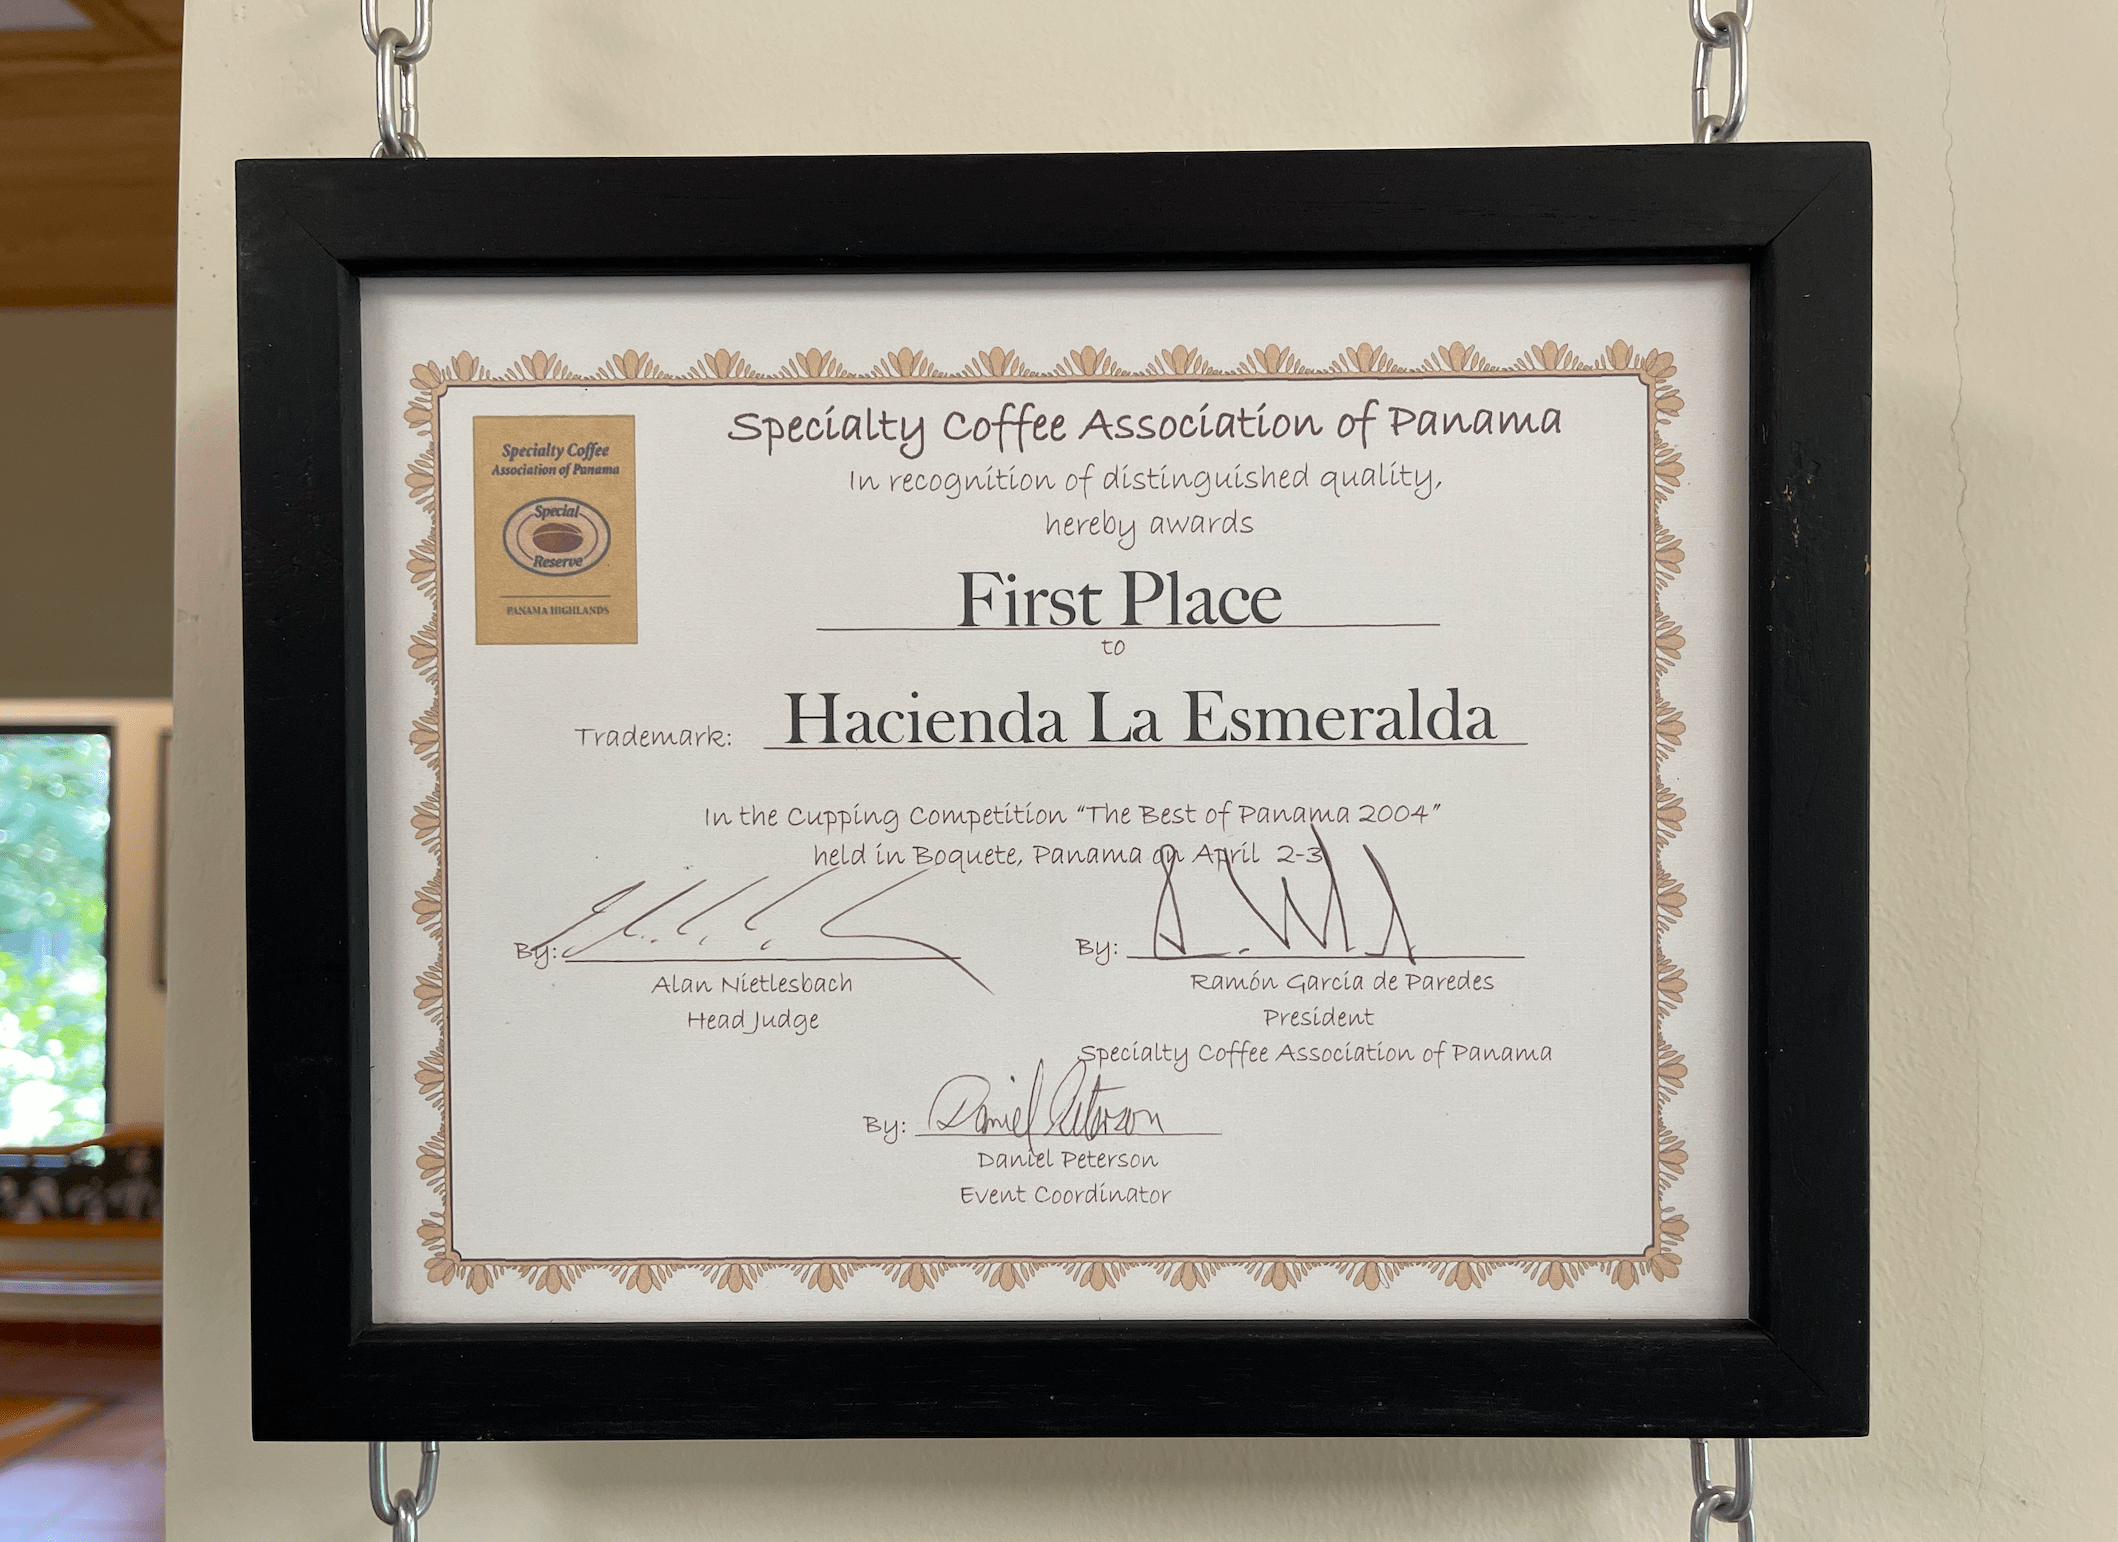 Specialty Coffee
Association of Panama
Special
Reserve
PANAMA HIGHLANDS
Specialty Coffee Association of Panama
In recognition of distinguished quality,
hereby awards
First Place
to
Trademark: Hacienda La Esmeralda
In the Cupping Competition “The Best of Panama 2004”
held in Boquete, Panama on April 2-3
By:
Alan Nietlesbach
Head Judge
By:
Ramón Garcia de Paredes
President
Specialty Coffee Association of Panama
By: Daniel Peterson
Daniel Peterson
Event Coordinator